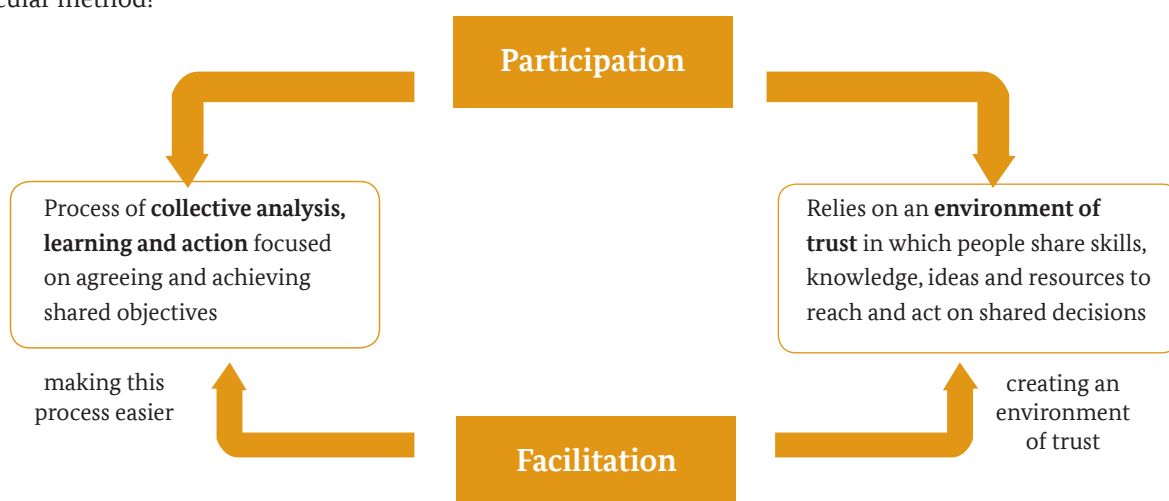 cular method?
Participation
Process of collective analysis,
learning and action focused
on agreeing and achieving
shared objectives
Relies on an environment of
trust in which people share skills,
knowledge, ideas and resources to
reach and act on shared decisions
making this
process easier
creating an
environment
of trust
Facilitation